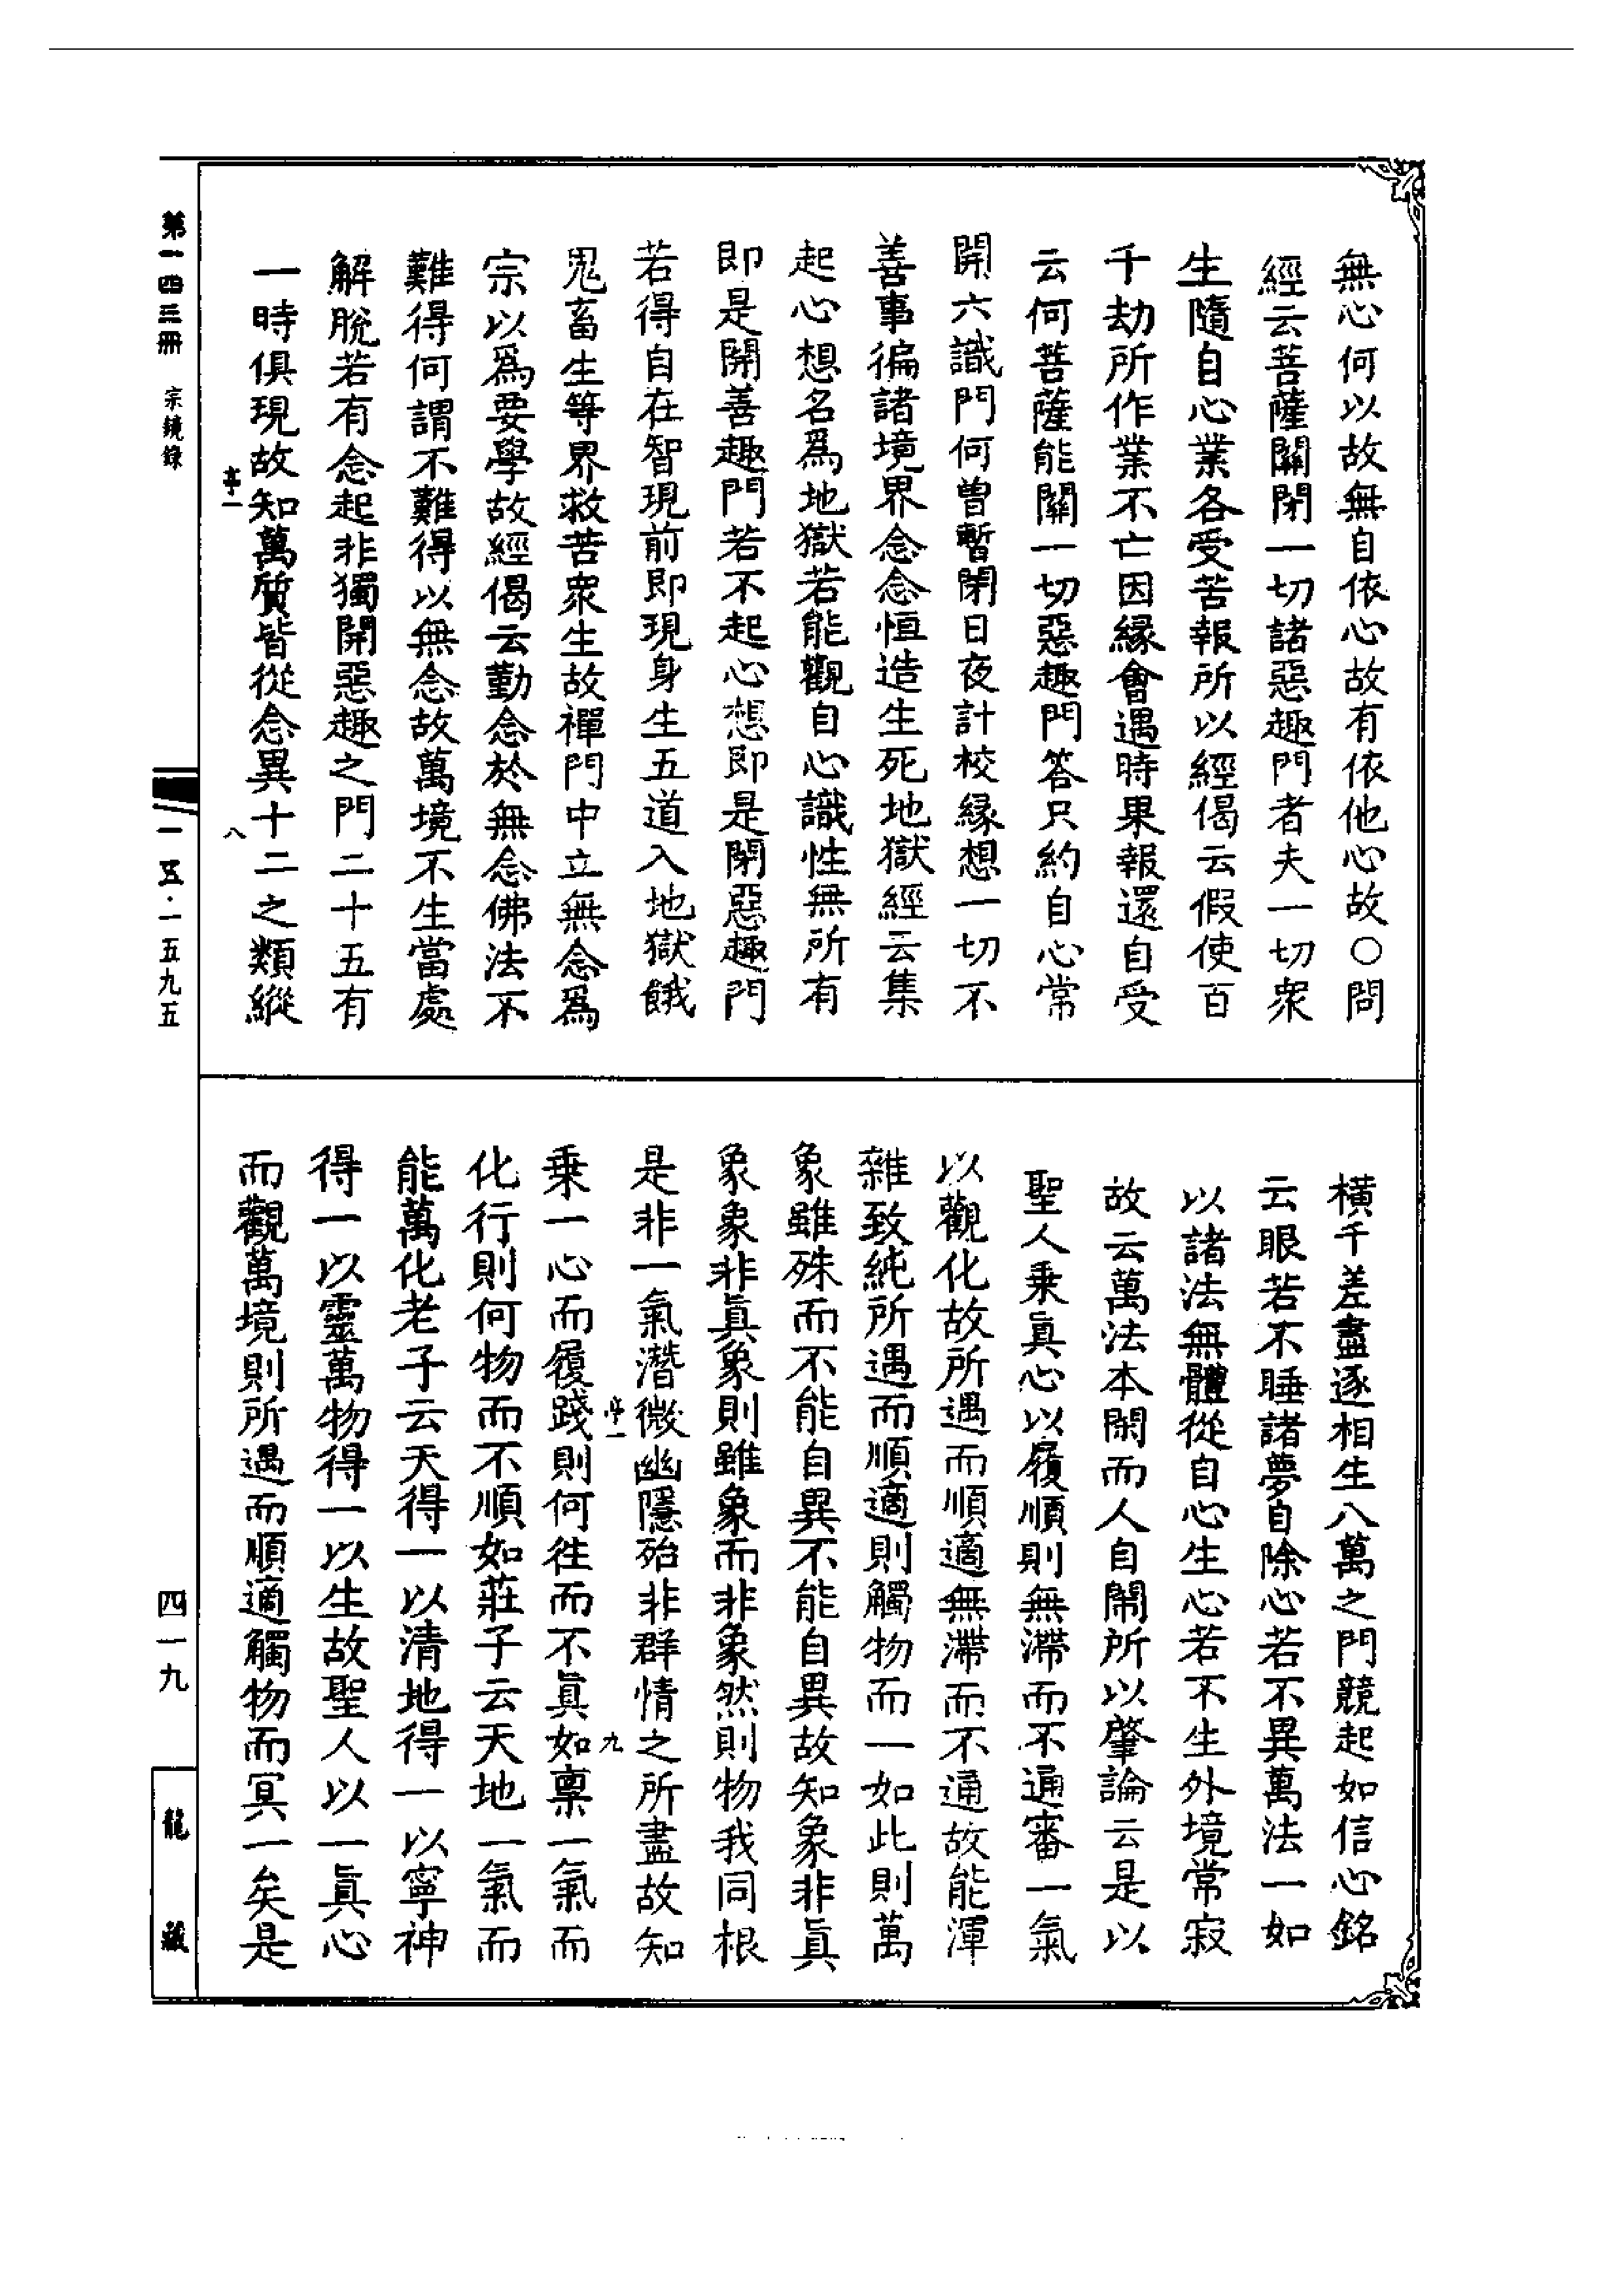 無心何以故無自依心故有依他心故○問
經云菩薩關閉一切諸惡趣門者夫一切衆
生隨自心業各受苦報所以經偈云假使百
千劫所作業不亡因縁會遇時果報還自受
云何菩薩能關一切惡趣門答只約自心常
開六識門何曾暫閉日夜計校縁想一切不
善事徧諸境界念念恒造生死地獄經云集
起心想名爲地獄若能觀自心識性無所有
即是開善趣門若不起心想即是閉惡趣門
若得自在智現前即現身生五道入地獄餓
鬼畜生等界救苦衆生故禪門中立無念爲
宗以爲要學故經偈云勤念於無念佛法不
難得何謂不難得以無念故萬境不生當處
解脫若有念起非獨開惡趣之門二十五有
一時俱現故知萬質皆從念異十二之類縱
亭一
八
橫千差盡逐相生八萬之門競起如信心銘
云眼若不睡諸夢自除心若不異萬法一如
以諸法無體從自心生心若不生外境常寂
故云萬法本閑而人自鬧所以肇論云是以
聖人乗眞心以履順則無滯而不通審一氣
以觀化故所遇而順適無滯而不通故能渾
雜致純所遇而順適則觸物而一如此則萬
象雖殊而不能自異不能自異故知象非眞
象象非眞象則雖象而非象然則物我同根
是非一氣潛微幽隱殆非群情之所盡故知
亭一
九
乗一心而履踐則何徃而不眞如稟一氣而
化行則何物而不順如莊子云天地一氣而
能萬化老子云天得一以清地得一以寧神
得一以靈萬物得一以生故聖人以一眞心
而觀萬境則所遇而順適觸物而冥一矣是
第一四三冊
宗鏡錄
一五·一五九五
四一九
龍藏